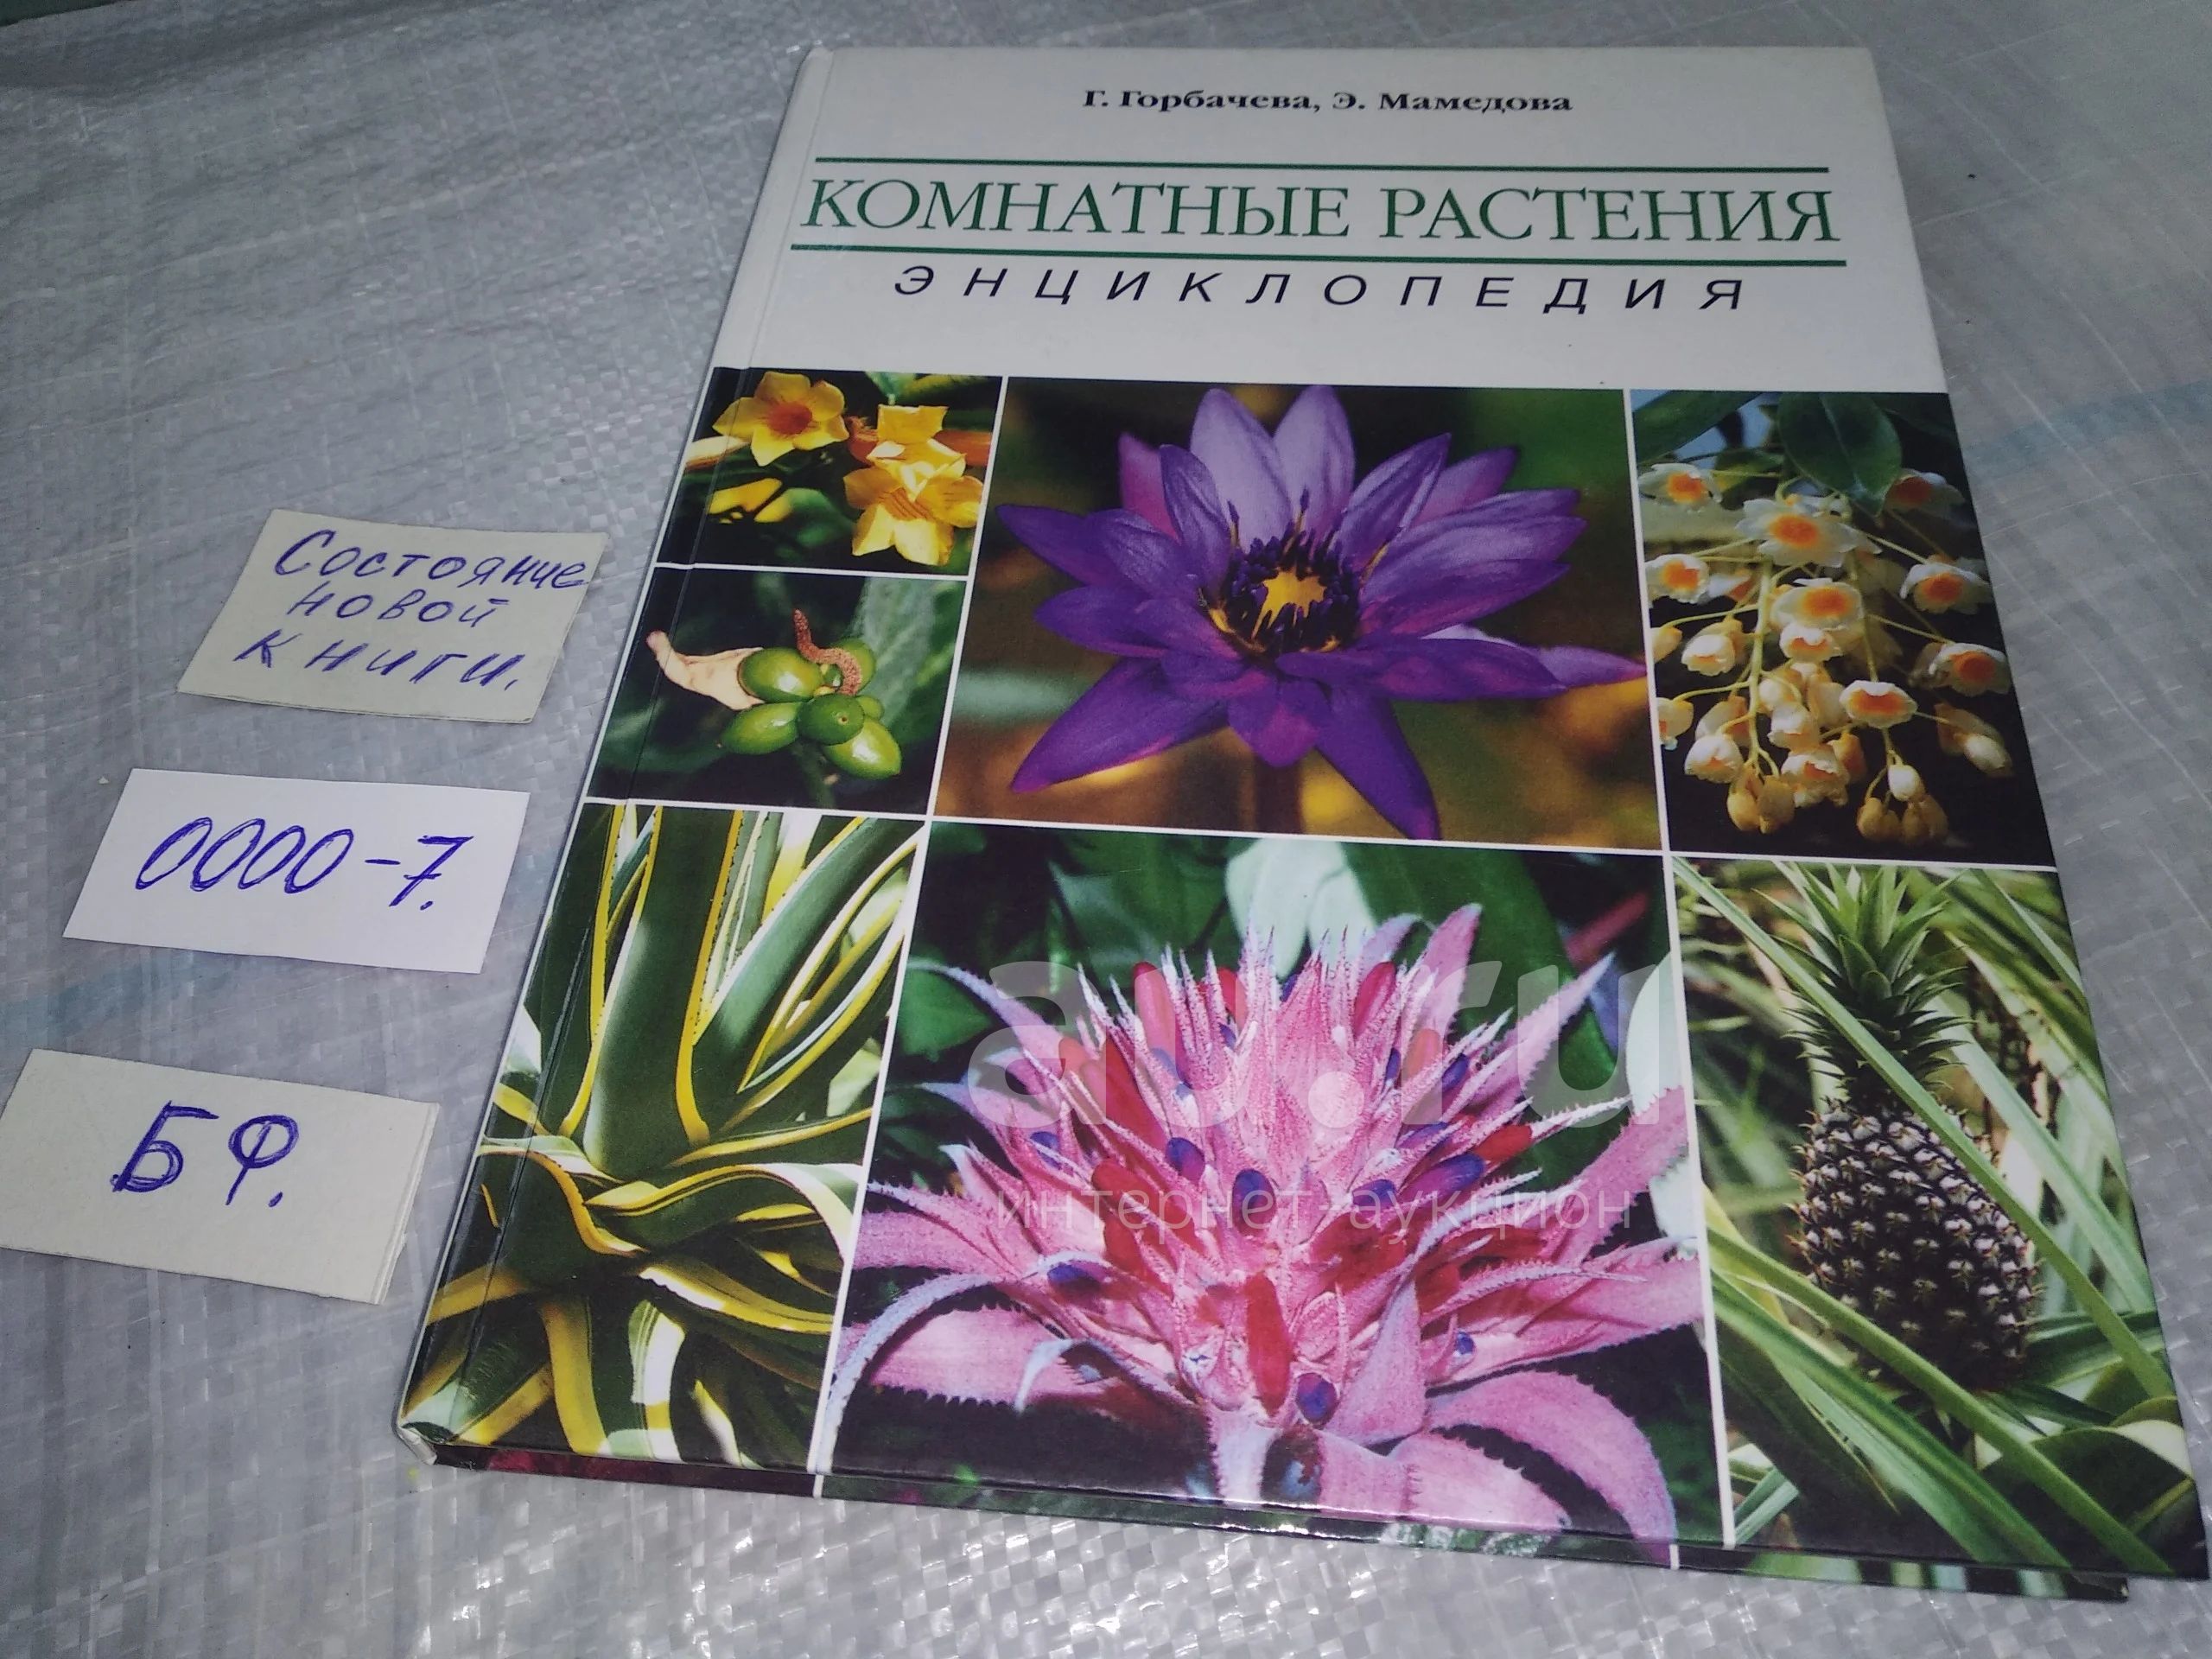 Г. Горбачева, Э. Мамедова
КОМНАТНЫЕ РАСТЕНИЯ
ЭНЦИКЛОПЕДИЯ
Состояние
новой
книги.
0000-7.
БФ.
au.ru
интернет-аукцион